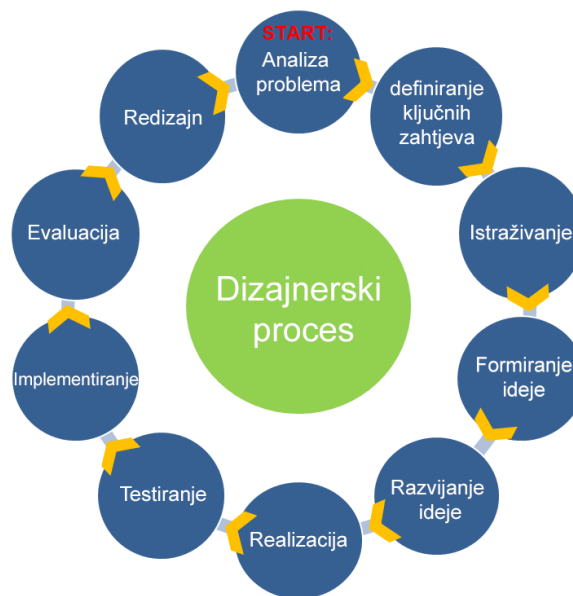 START:
Analiza
problema
definiranje
ključnih
zahtjeva
Istraživanje
Formiranje
ideje
Razvijanje
ideje
Realizacija
Testiranje
Implementiranje
Evaluacija
Redizajn
Dizajnerski
proces